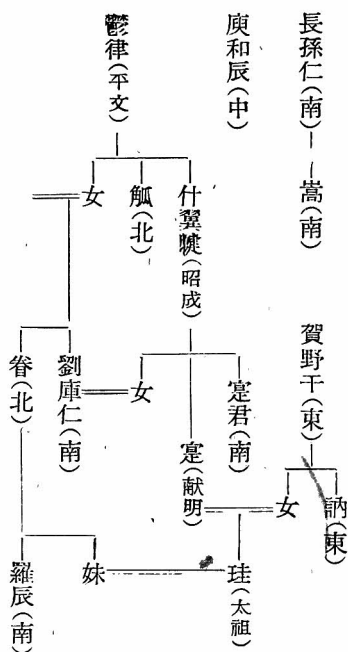 長孫仁(南)
嵩(南)
庾和辰(中)
鬱律(平文)
什翼犍(昭成)
觚(北)
女
賀野干(東)
訥(東)
女
寔君(南)
寔(献明)
女
劉庫仁(南)
眷(北)
珪(太祖)
妹
羅辰(南)